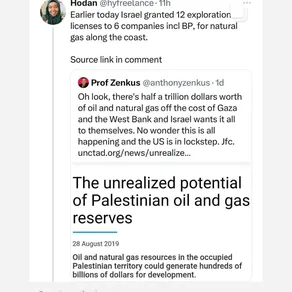 Hodan @hyfreelance · 11h
Earlier today Israel granted 12 exploration
licenses to 6 companies incl BP, for natural
gas along the coast.
Source link in comment
Prof Zenkus @anthonyzenkus · 1d
Oh look, there's half a trillion dollars worth
of oil and natural gas off the cost of Gaza
and the West Bank and Israel wants it all
to themselves. No wonder this is all
happening and the US is in lockstep. Jfc.
unctad.org/news/unrealize...
The unrealized potential
of Palestinian oil and gas
reserves
28 August 2019
Oil and natural gas resources in the occupied
Palestinian territory could generate hundreds of
billions of dollars for development.